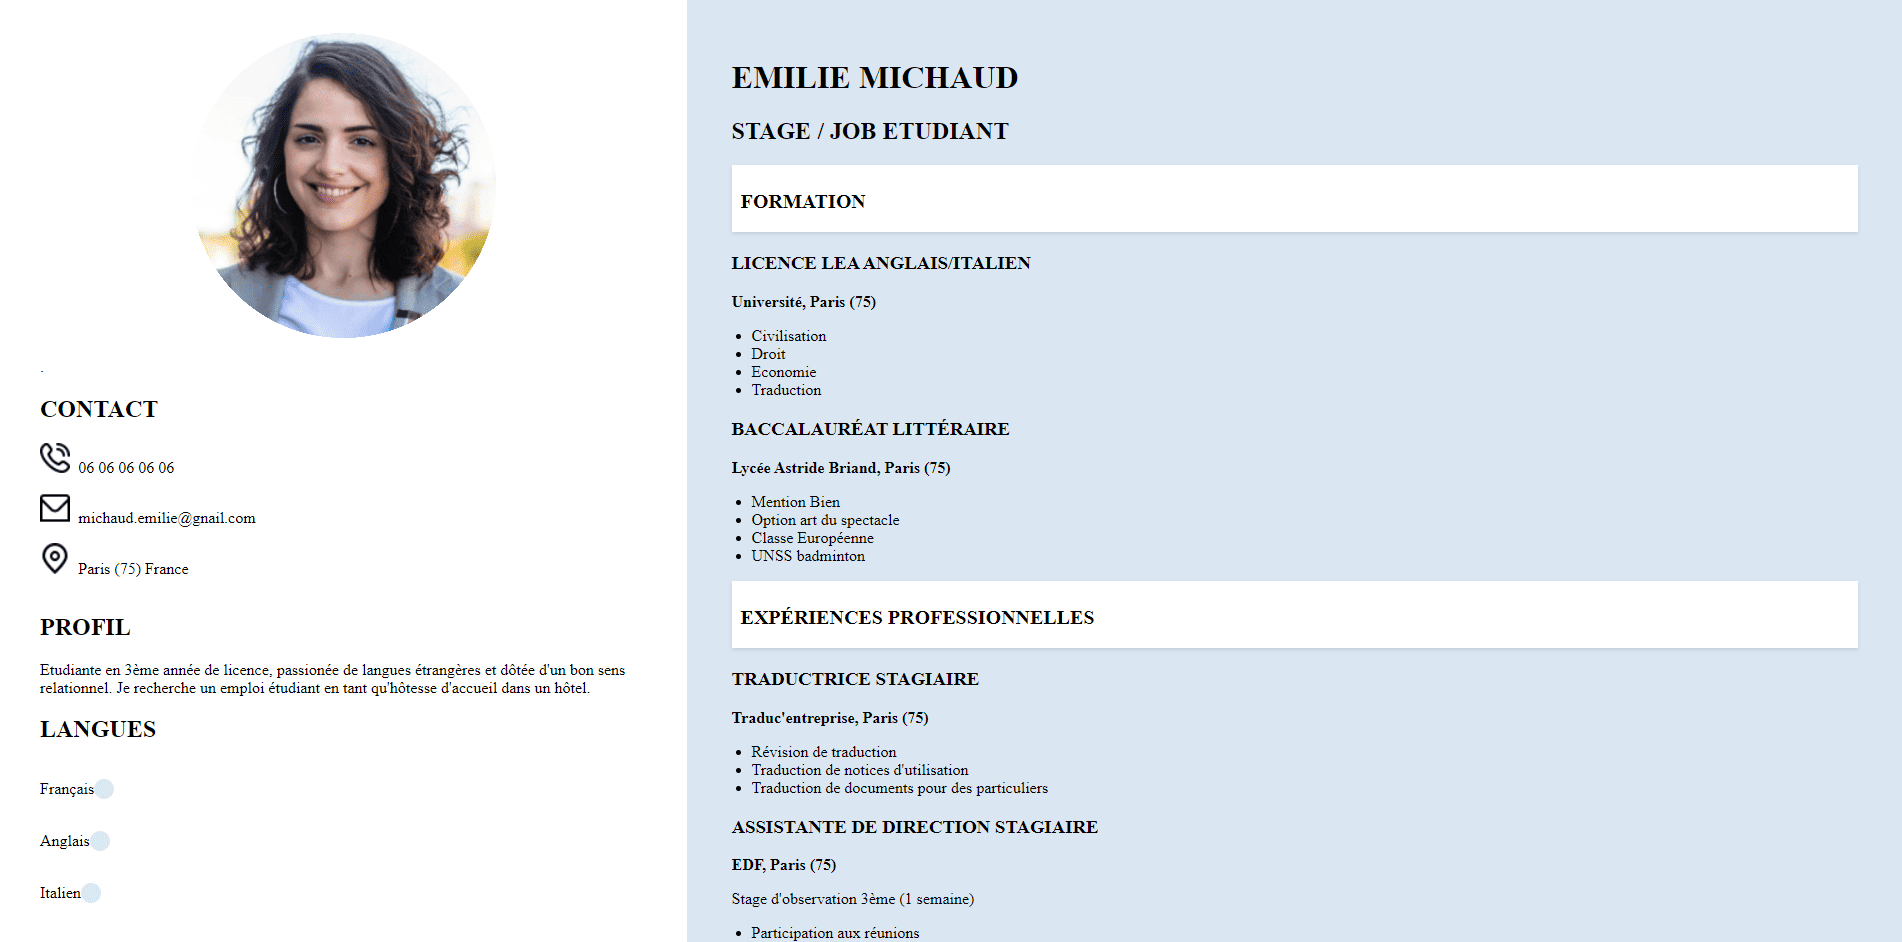 .
CONTACT
06 06 06 06 06
michaud.emilie@gnail.com
Paris (75) France
PROFIL
Etudiante en 3ème année de licence, passionée de langues étrangères et dôtée d'un bon sens
relationnel. Je recherche un emploi étudiant en tant qu'hôtesse d'accueil dans un hôtel.
LANGUES
Français
Anglais
Italien
EMILIE MICHAUD
STAGE / JOB ETUDIANT
FORMATION
LICENCE LEA ANGLAIS/ITALIEN
Université, Paris (75)
• Civilisation
• Droit
• Economie
• Traduction
BACCALAURÉAT LITTÉRAIRE
Lycée Astride Briand, Paris (75)
• Mention Bien
• Option art du spectacle
• Classe Européenne
• UNSS badminton
EXPÉRIENCES PROFESSIONNELLES
TRADUCTRICE STAGIAIRE
Traduc'entreprise, Paris (75)
• Révision de traduction
• Traduction de notices d'utilisation
• Traduction de documents pour des particuliers
ASSISTANTE DE DIRECTION STAGIAIRE
EDF, Paris (75)
Stage d'observation 3ème (1 semaine)
• Participation aux réunions